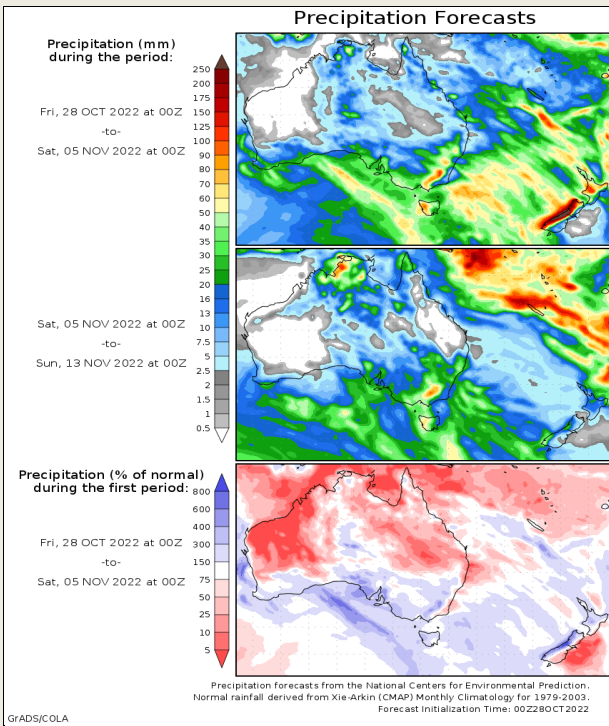 Precipitation Forecasts
Precipitation (mm)
during the period:
Fri, 28 OCT 2022 at 00Z
-to-
Sat, 05 NOV 2022 at 00Z
250
200
175
150
125
100
90
80
70
60
50
40
35
30
25
20
16
13
10
7.5
5
2.5
2
1.5
1
0.5
Sat, 05 NOV 2022 at 00Z
-to-
Sun, 13 NOV 2022 at 00Z
Precipitation (% of normal)
during the first period:
Fri, 28 OCT 2022 at 00Z
-to-
Sat, 05 NOV 2022 at 00Z
800
600
400
300
150
75
50
25
10
5
Precipitation forecasts from the National Centers for Environmental Prediction.
Normal rainfall derived from Xie-Arkin (CMAP) Monthly Climatology for 1979-2003.
Forecast Initialization Time: 00Z28OCT2022
GrADS/COLA